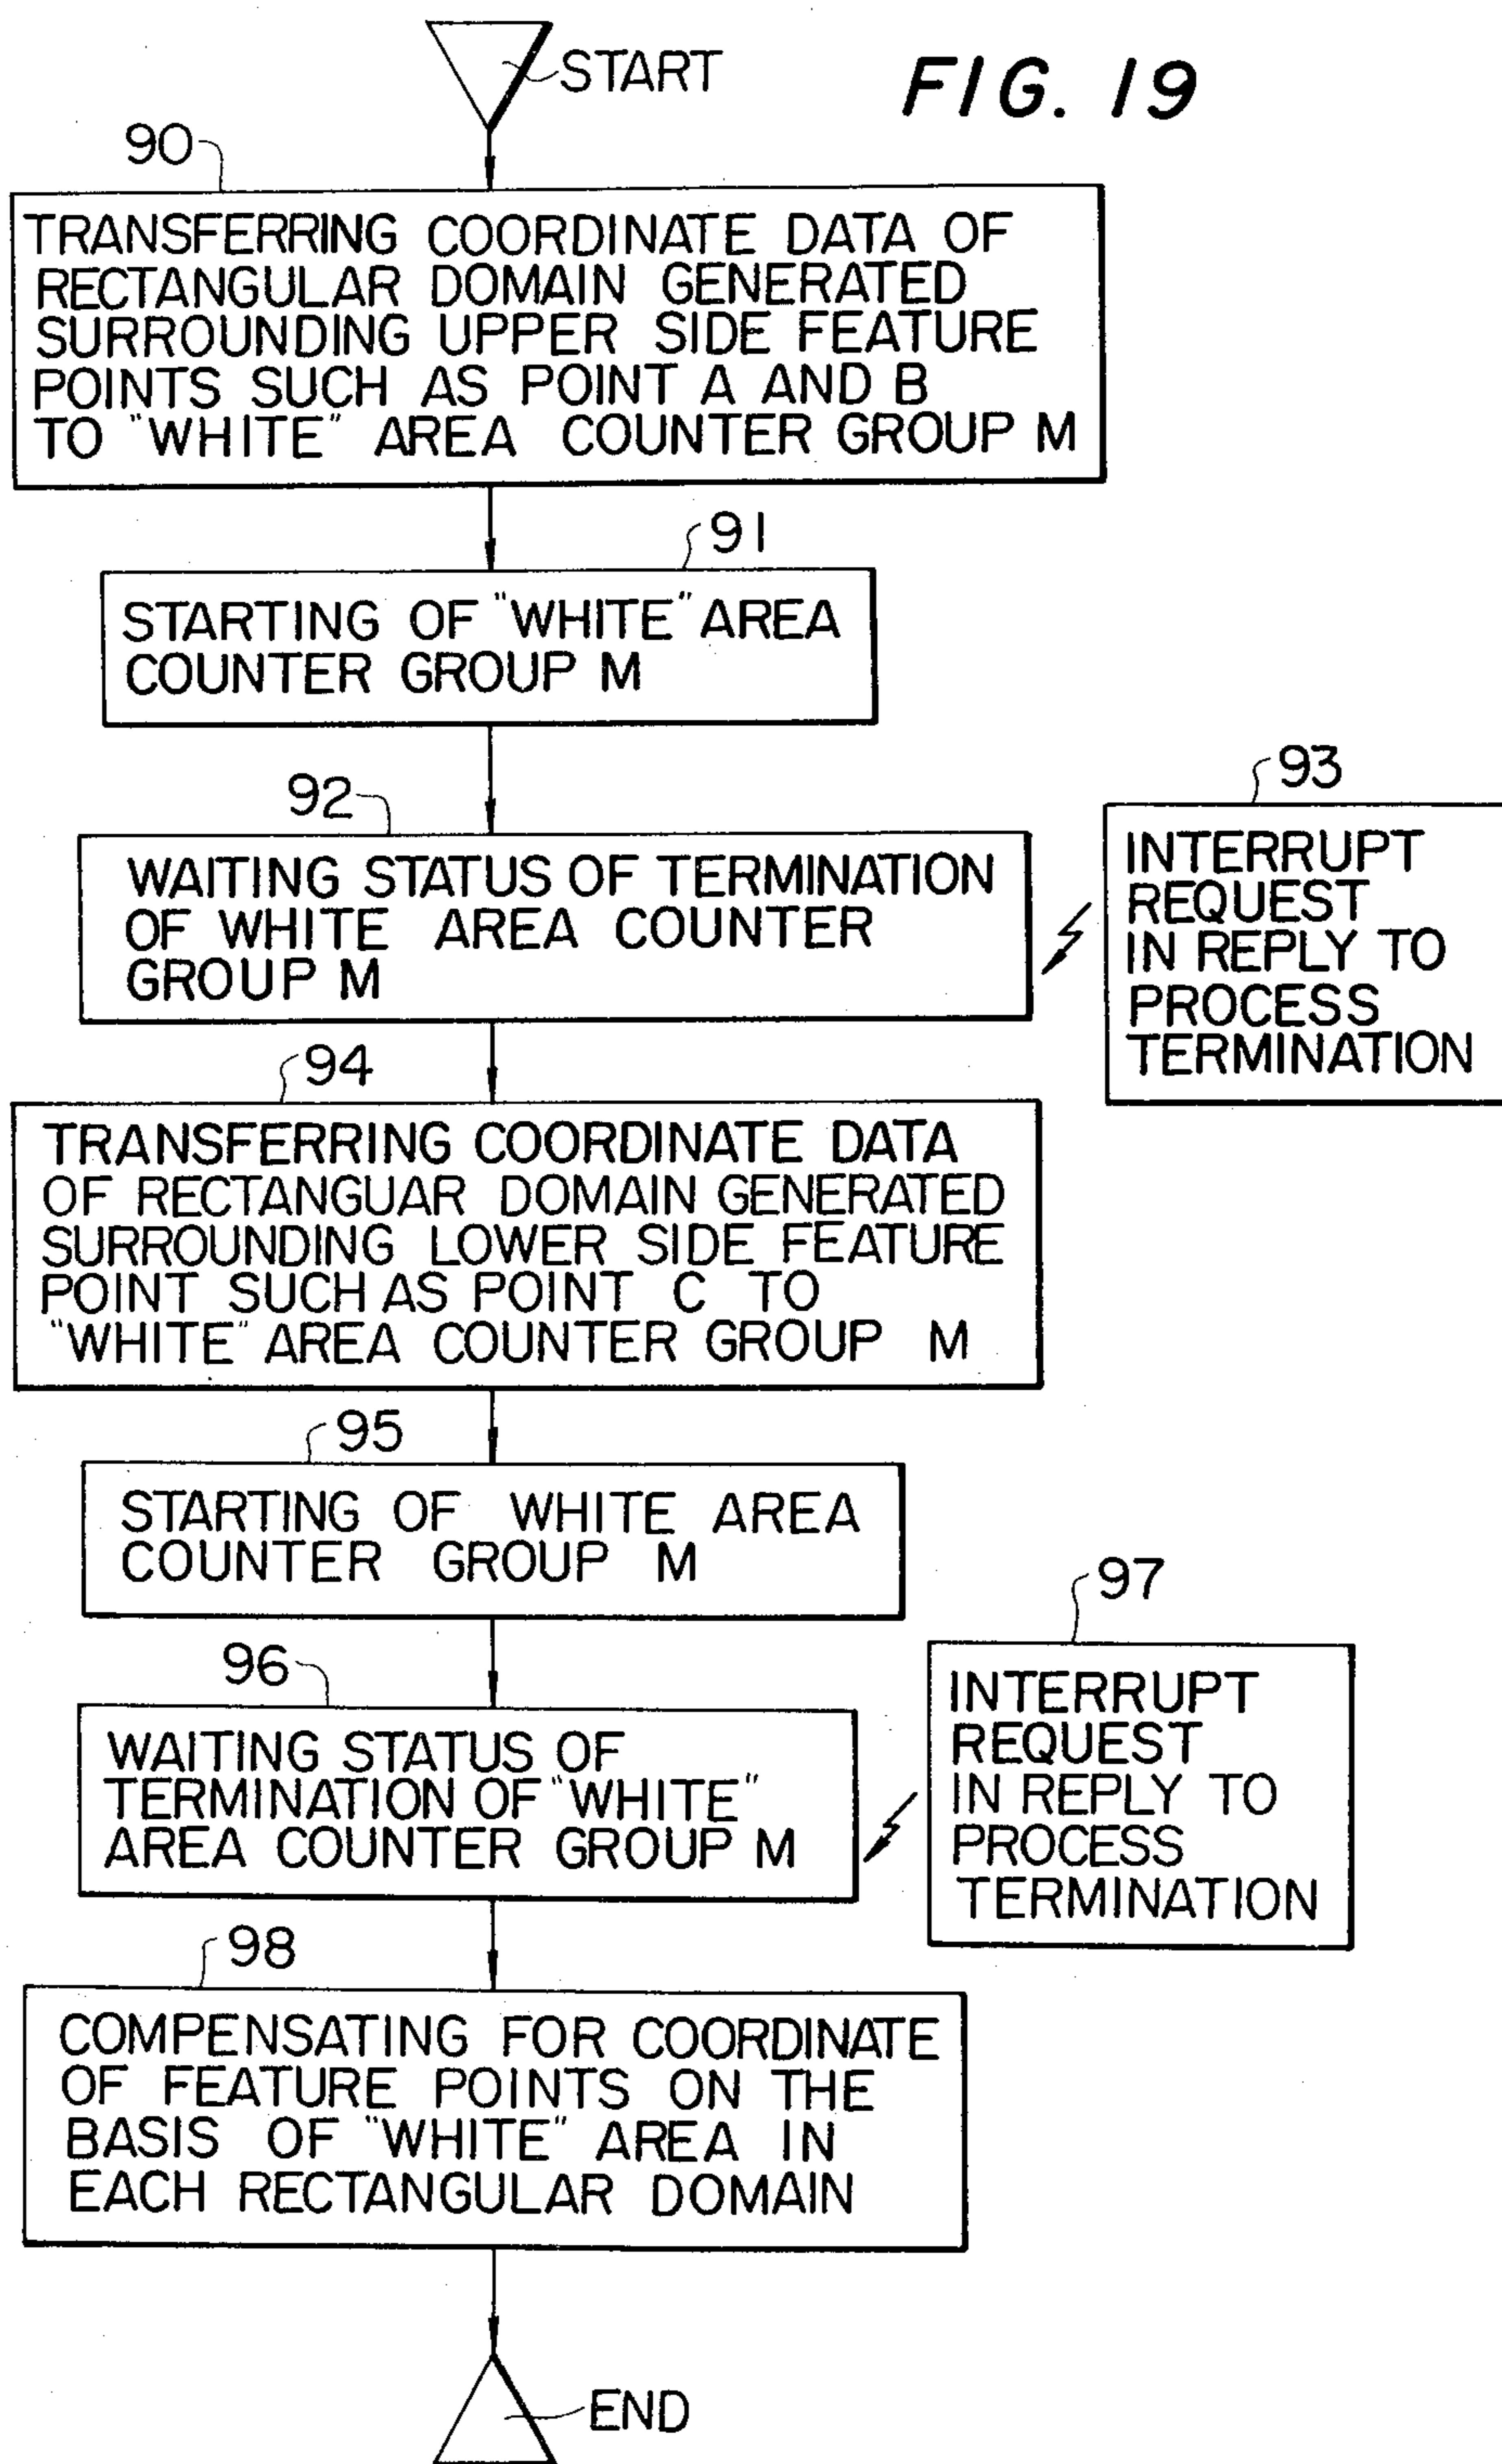 START
FIG. 19
90
TRANSFERRING COORDINATE DATA OF
RECTANGULAR DOMAIN GENERATED
SURROUNDING UPPER SIDE FEATURE
POINTS SUCH AS POINT A AND B
TO "WHITE" AREA COUNTER GROUP M
91
STARTING OF "WHITE" AREA
COUNTER GROUP M
92
WAITING STATUS OF TERMINATION
OF WHITE AREA COUNTER
GROUP M
93
INTERRUPT
REQUEST
IN REPLY TO
PROCESS
TERMINATION
94
TRANSFERRING COORDINATE DATA
OF RECTANGUAR DOMAIN GENERATED
SURROUNDING LOWER SIDE FEATURE
POINT SUCH AS POINT C TO
"WHITE" AREA COUNTER GROUP M
95
STARTING OF WHITE AREA
COUNTER GROUP M
96
WAITING STATUS OF
TERMINATION OF "WHITE"
AREA COUNTER GROUP M
97
INTERRUPT
REQUEST
IN REPLY TO
PROCESS
TERMINATION
98
COMPENSATING FOR COORDINATE
OF FEATURE POINTS ON THE
BASIS OF "WHITE" AREA IN
EACH RECTANGULAR DOMAIN
END